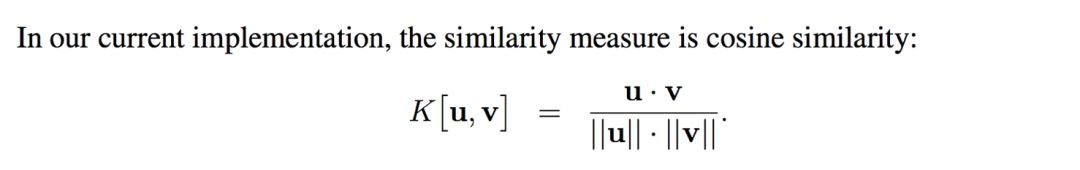 In our current implementation, the similarity measure is cosine similarity:
K[u, v] = u · v / ||u|| · ||v||.